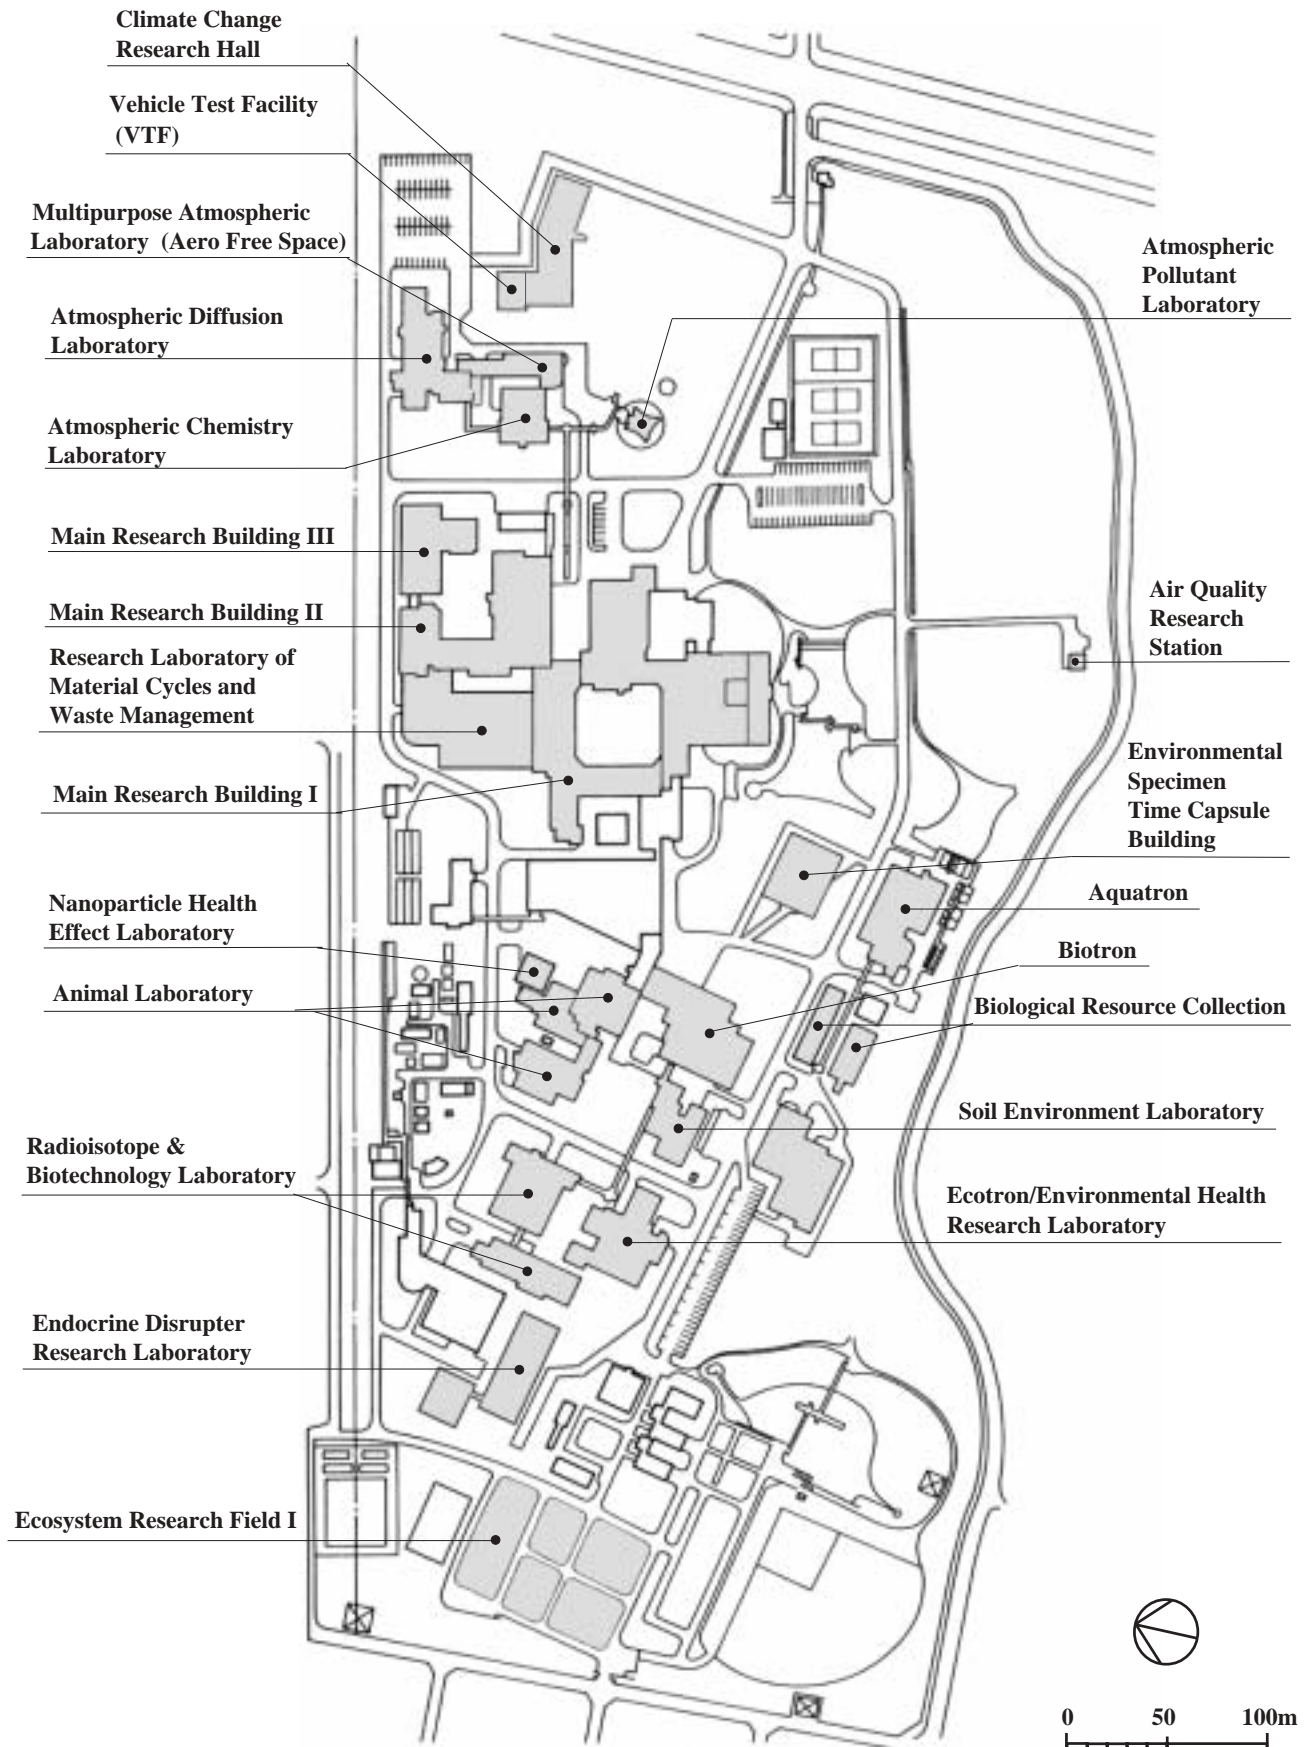 Climate Change
Research Hall
Vehicle Test Facility
(VTF)
Multipurpose Atmospheric
Laboratory (Aero Free Space)
Atmospheric
Pollutant
Laboratory
Atmospheric Diffusion
Laboratory
Atmospheric Chemistry
Laboratory
Main Research Building III
Air Quality
Research
Station
Main Research Building II
Research Laboratory of
Material Cycles and
Waste Management
Environmental
Specimen
Time Capsule
Building
Main Research Building I
Nanoparticle Health
Effect Laboratory
Aquatron
Biotron
Animal Laboratory
Biological Resource Collection
Soil Environment Laboratory
Radioisotope &
Biotechnology Laboratory
Ecotron/Environmental Health
Research Laboratory
Endocrine Disrupter
Research Laboratory
Ecosystem Research Field I
0 50 100m